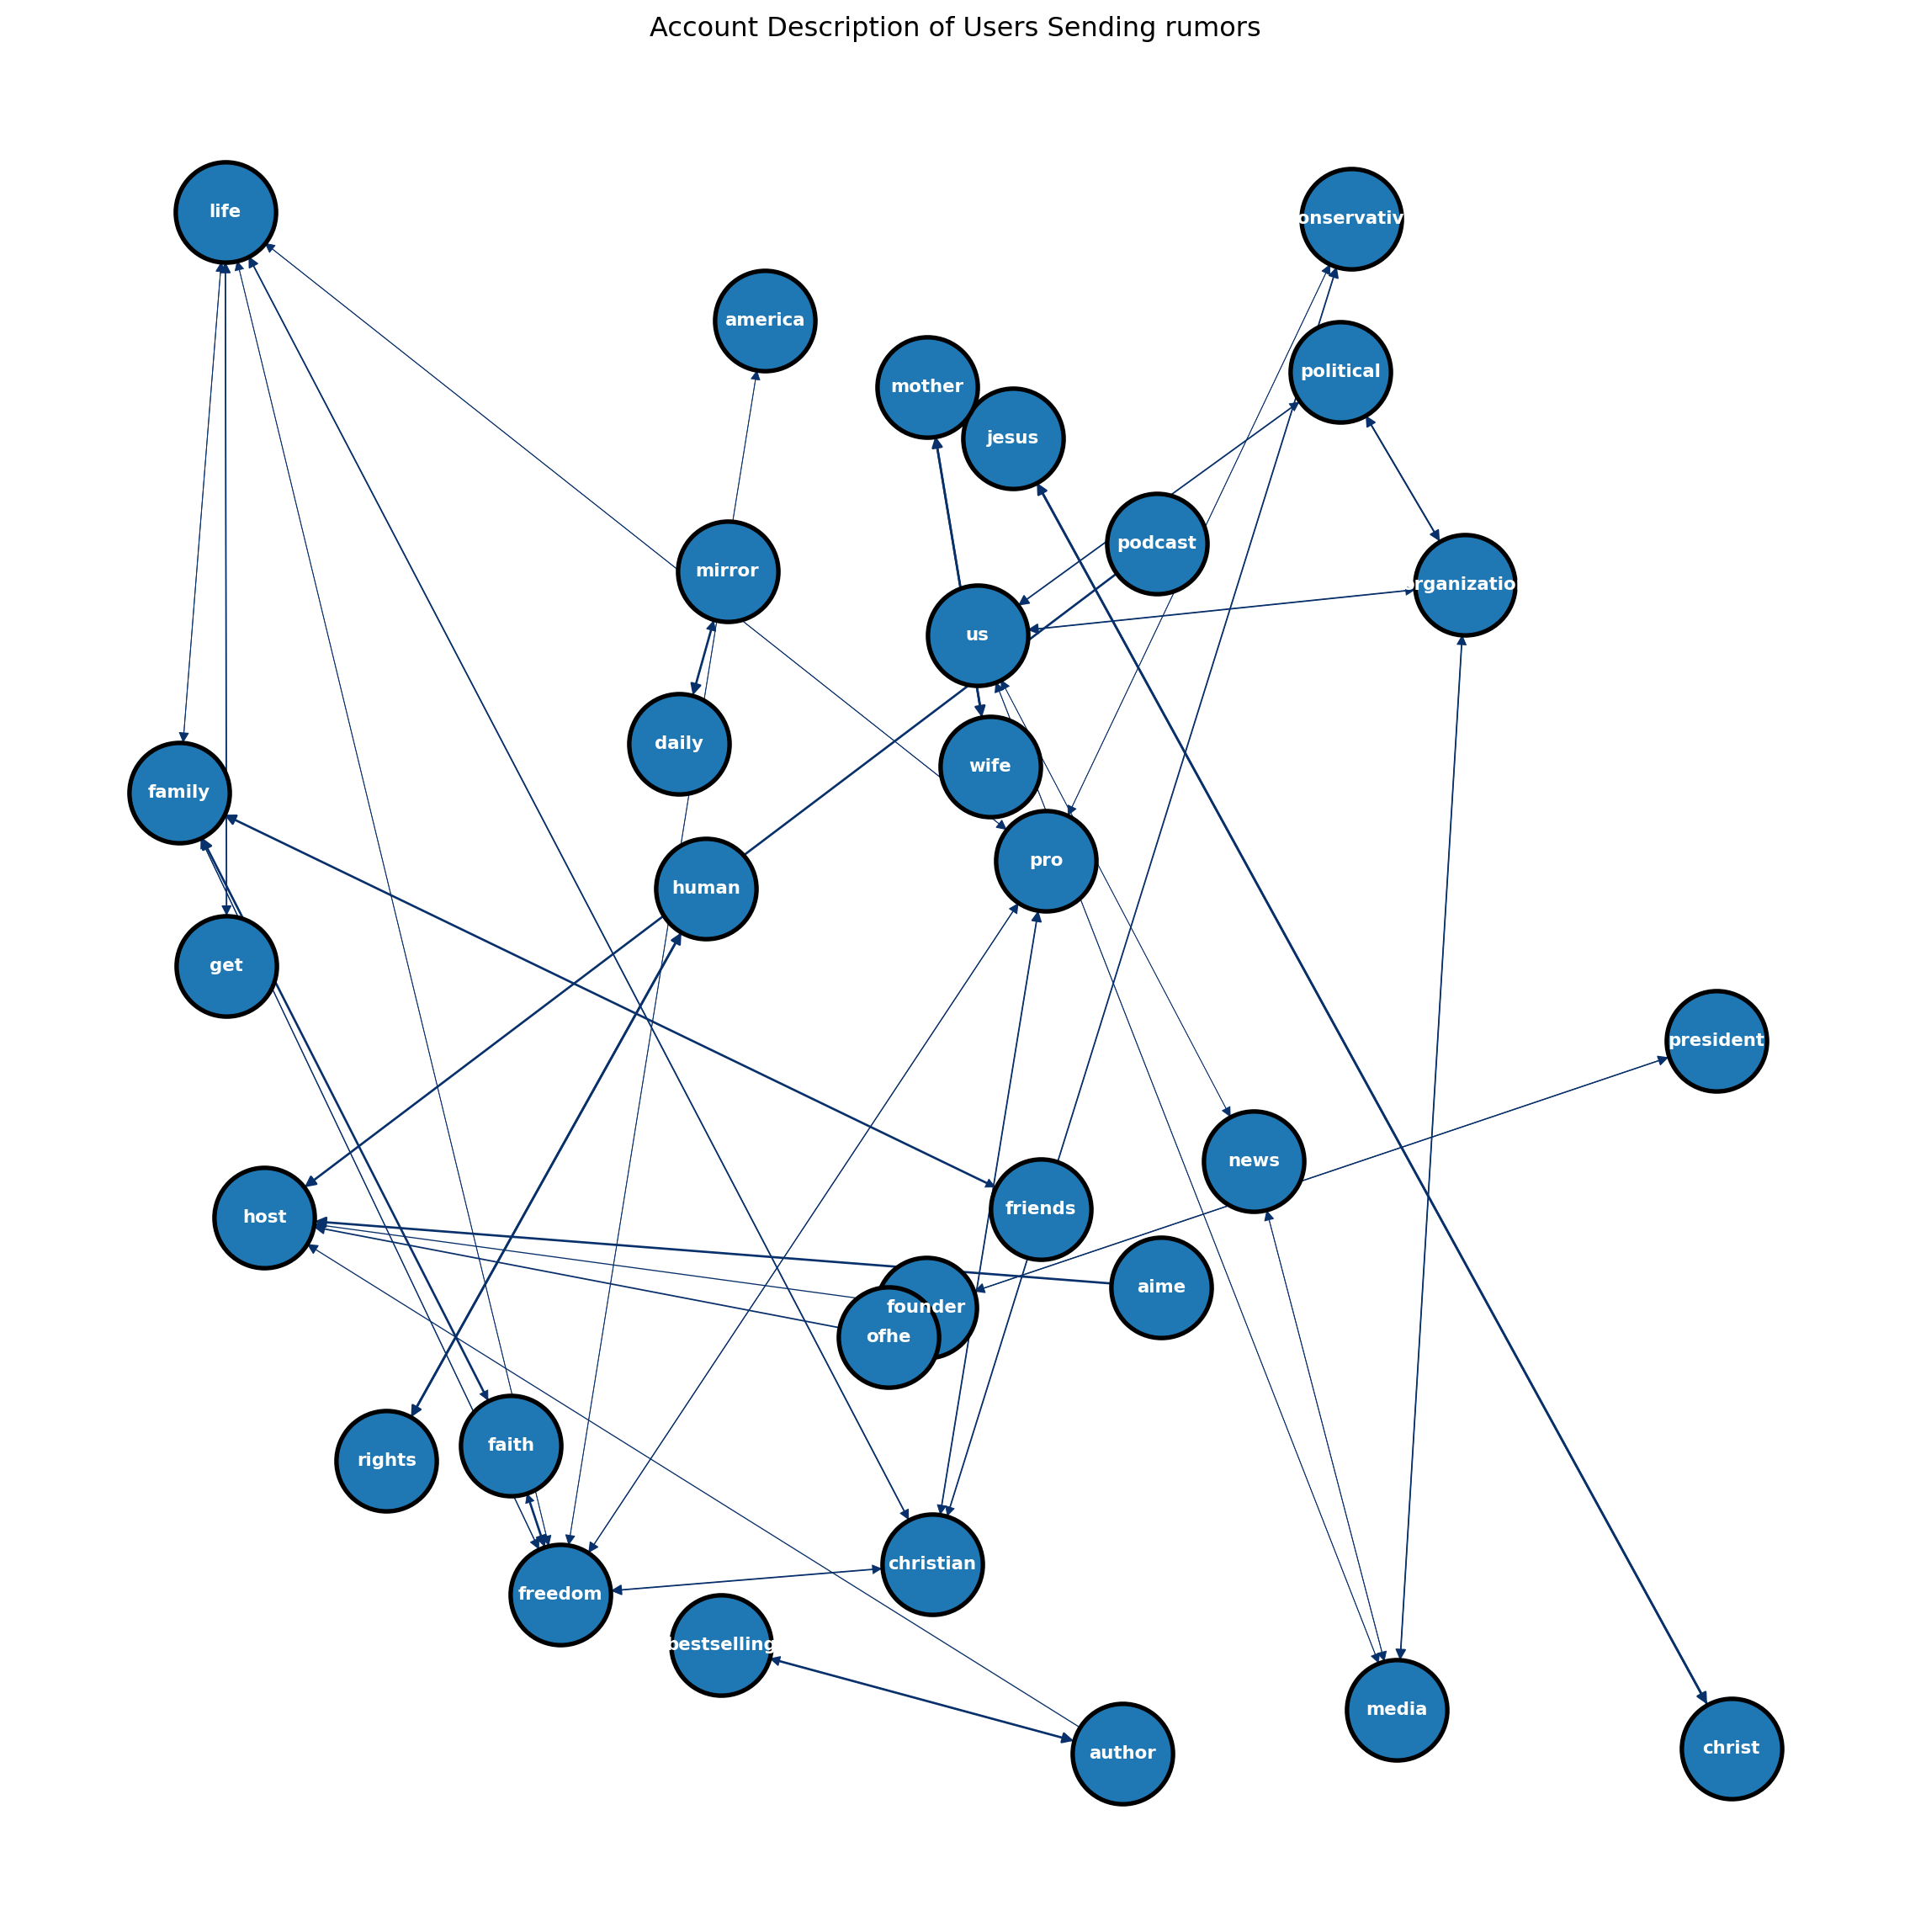 Account Description of Users Sending rumors
life
onservativ
america
political
mother
jesus
podcast
mirror
rganizatio
us
daily
wife
family
pro
human
get
president
news
friends
host
aime
founder
ofhe
faith
rights
christian
freedom
bestselling
media
christ
author